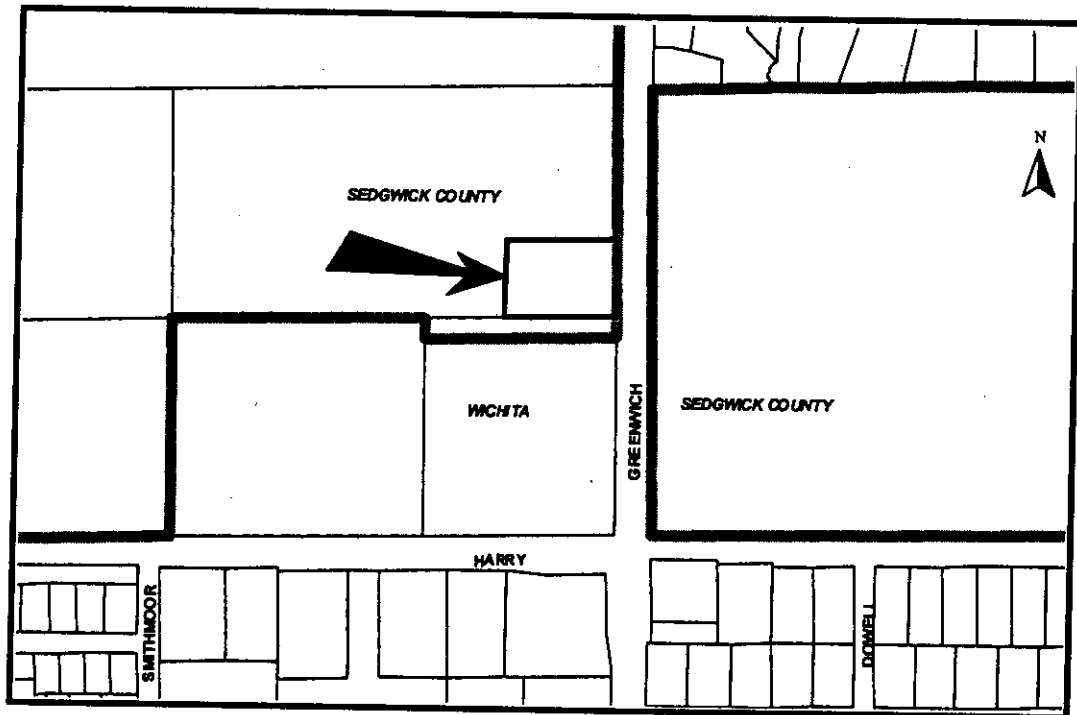 N
SEDGWICK COUNTY
WICHITA
GREENWICH
SEDGWICK COUNTY
HARRY
SMITHMOOR
DOWELL